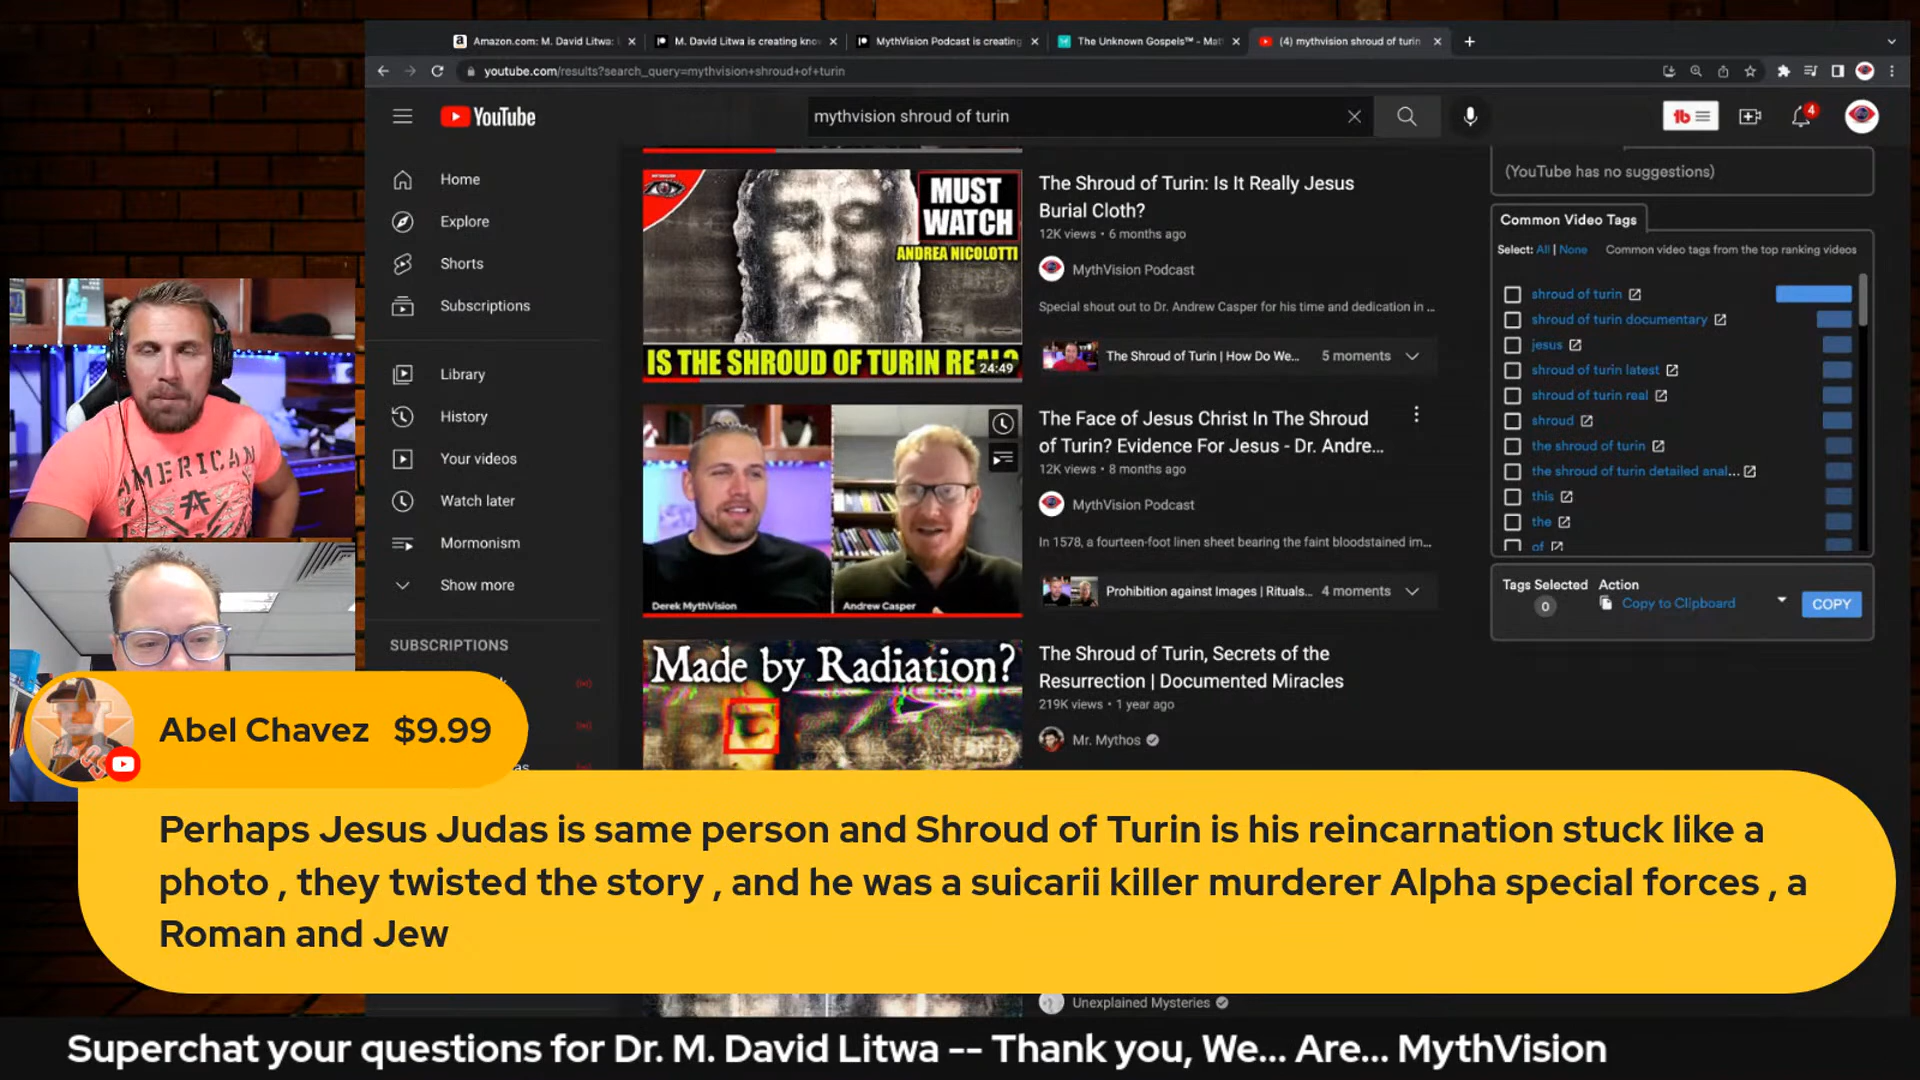 Amazon.com: M. David Litwa:
M. David Litwa is creating kno
MythVision Podcast is creating
The Unknown Gospels™ - Mat
(4) mythvision shroud of turin
youtube.com/results?search_query=mythvision+shroud+of+turin
YouTube
mythvision shroud of turin
4
Home
Explore
Shorts
Subscriptions
Library
History
Your videos
Watch later
Mormonism
Show more
SUBSCRIPTIONS
MUST
WATCH
ANDREA NICOLOTTI
IS THE SHROUD OF TURIN REAL?
24:49
The Shroud of Turin: Is It Really Jesus
Burial Cloth?
12K views • 6 months ago
MythVision Podcast
Special shout out to Dr. Andrew Casper for his time and dedication in ...
The Shroud of Turin | How Do We...
5 moments
Derek MythVision
Andrew Casper
The Face of Jesus Christ In The Shroud
of Turin? Evidence For Jesus - Dr. Andre...
12K views • 8 months ago
MythVision Podcast
In 1578, a fourteen-foot linen sheet bearing the faint bloodstained im...
Prohibition against Images | Rituals...
4 moments
Made by Radiation?
The Shroud of Turin, Secrets of the
Resurrection | Documented Miracles
219K views • 1 year ago
Mr. Mythos
Unexplained Mysteries
(YouTube has no suggestions)
Common Video Tags
Select: All | None
Common video tags from the top ranking videos
shroud of turin
shroud of turin documentary
jesus
shroud of turin latest
shroud of turin real
shroud
the shroud of turin
the shroud of turin detailed anal...
this
the
of
Tags Selected
0
Action
Copy to Clipboard
COPY
AMERICAN
Abel Chavez $9.99
Perhaps Jesus Judas is same person and Shroud of Turin is his reincarnation stuck like a
photo , they twisted the story , and he was a suicarii killer murderer Alpha special forces , a
Roman and Jew
Superchat your questions for Dr. M. David Litwa -- Thank you, We... Are... MythVision